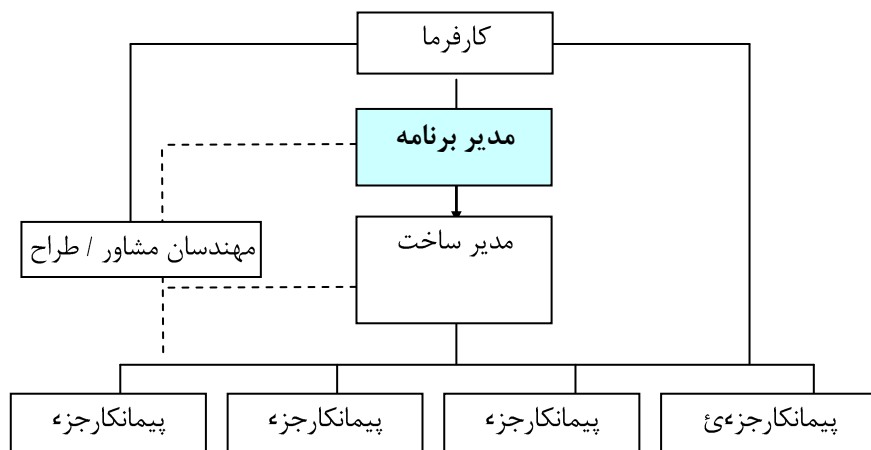 کارفرما
مدیر برنامه
مهندسان مشاور / طراح
مدیر ساخت
پیمانکارجزءئ
پیمانکارجزء
پیمانکارجزء
پیمانکارجزء